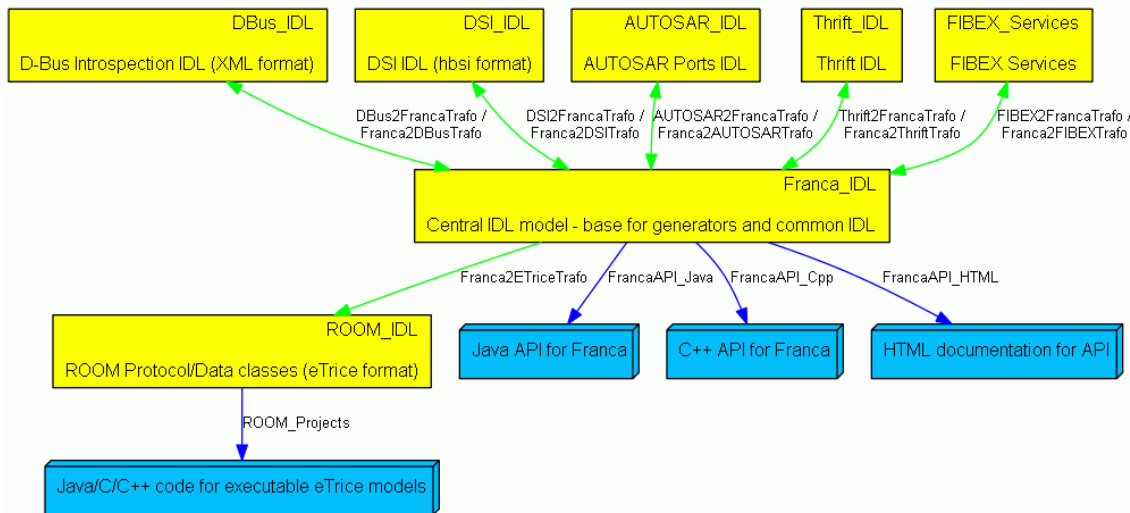 DBus_IDL
D-Bus Introspection IDL (XML format)
DSI_IDL
DSI IDL (hbsi format)
AUTOSAR_IDL
AUTOSAR Ports IDL
Thrift_IDL
Thrift IDL
FIBEX_Services
FIBEX Services
DBus2FrancaTrafo /
Franca2DBusTrafo
DSI2FrancaTrafo /
Franca2DSITrafo
AUTOSAR2FrancaTrafo /
Franca2AUTOSARTrafo
Thrift2FrancaTrafo /
Franca2ThriftTrafo
FIBEX2FrancaTrafo /
Franca2FIBEXTrafo
Franca_IDL
Central IDL model - base for generators and common IDL
Franca2ETriceTrafo
FrancaAPI_Java
FrancaAPI_Cpp
FrancaAPI_HTML
ROOM_IDL
ROOM Protocol/Data classes (eTrice format)
Java API for Franca
C++ API for Franca
HTML documentation for API
ROOM_Projects
Java/C/C++ code for executable eTrice models